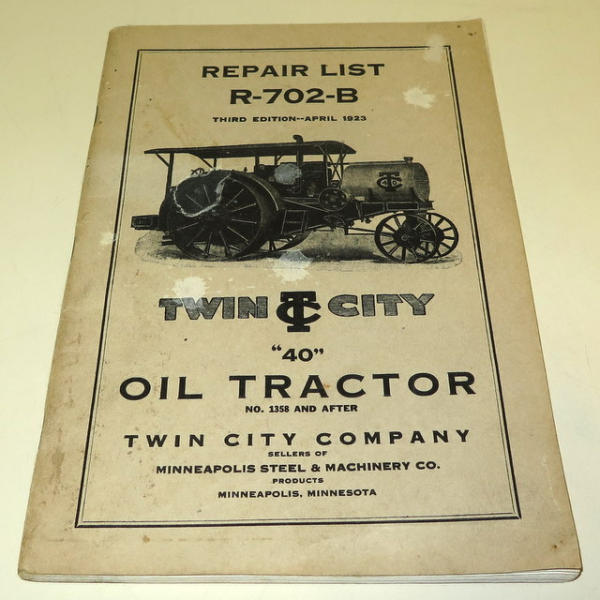 REPAIR LIST
R-702-B
THIRD EDITION--APRIL 1923
TC
TWIN TC CITY
"40"
OIL TRACTOR
NO. 1358 AND AFTER
TWIN CITY COMPANY
SELLERS OF
MINNEAPOLIS STEEL & MACHINERY CO.
PRODUCTS
MINNEAPOLIS, MINNESOTA